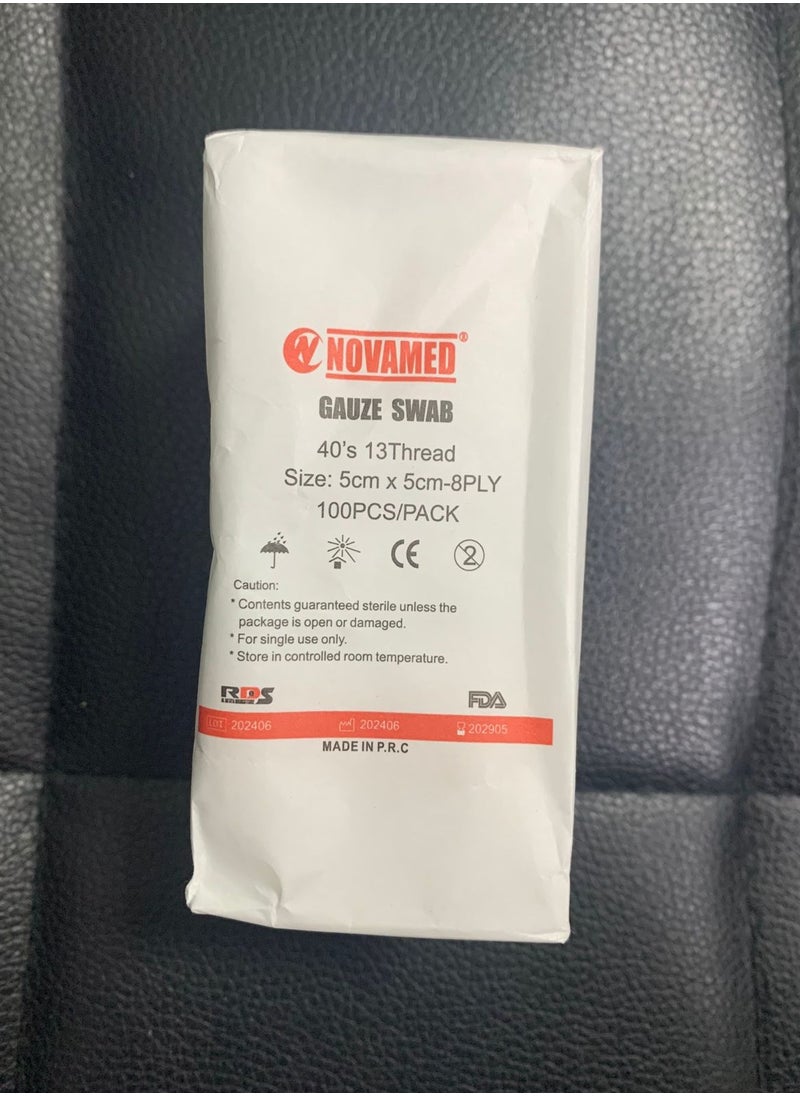 NOVAMED®
GAUZE SWAB
40's 13Thread
Size: 5cm x 5cm-8PLY
100PCS/PACK
CE 2
Caution:
* Contents guaranteed sterile unless the
package is open or damaged.
* For single use only.
* Store in controlled room temperature.
RDS FDA
LOT 202406 202406 202905
MADE IN P.R.C